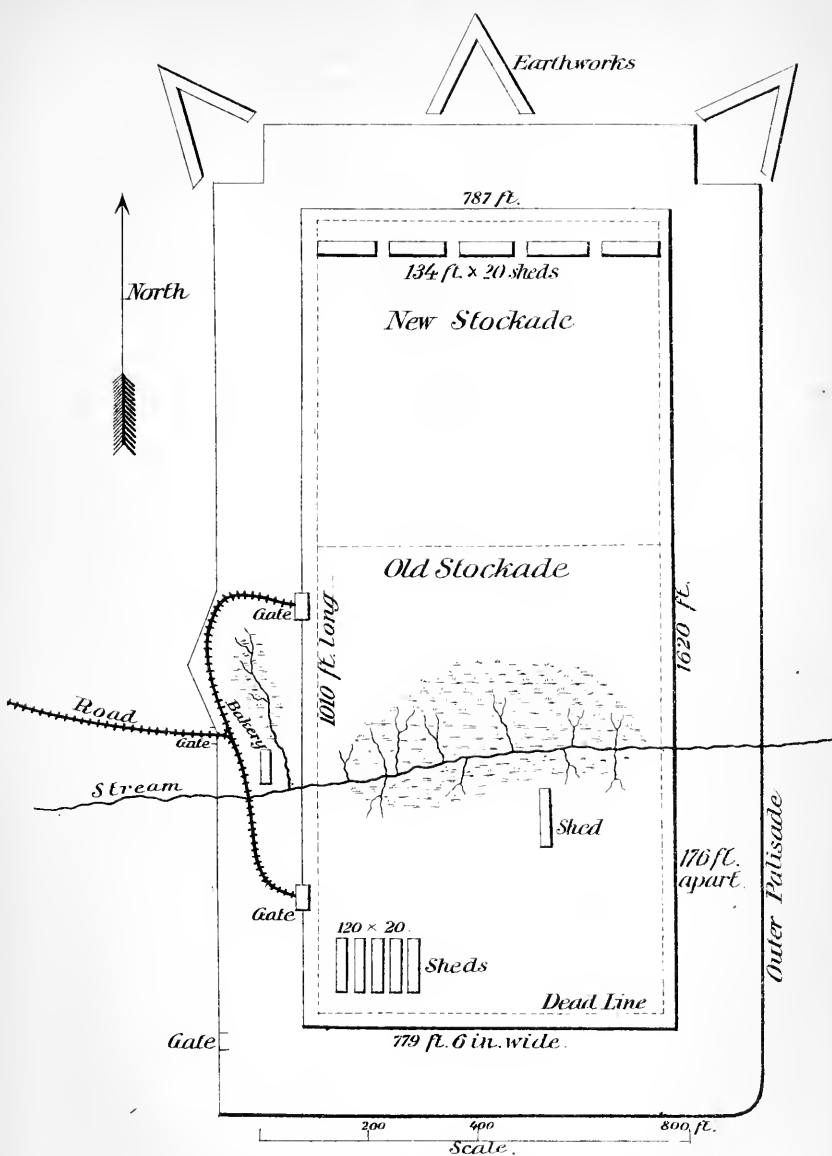 Earthworks
787 ft.
134 ft. × 20 sheds
North
New Stockade
Old Stockade
Gate
1010 ft. long
1620 ft.
Road
Bakery
Gate
Stream
Shed
176 ft.
apart.
Outer Palisade
Gate
120 × 20.
Sheds
Dead Line
Gate
779 ft. 6 in. wide.
200 400 800 ft.
Scale.